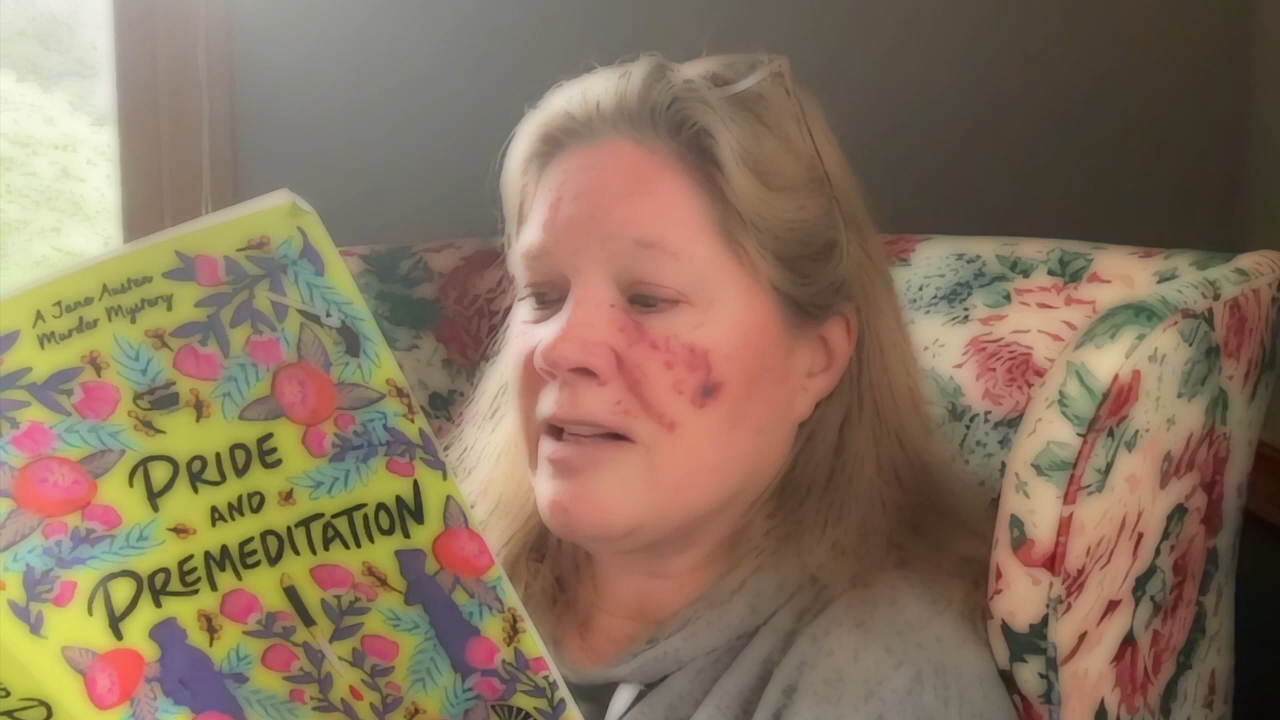 A Jane Austen
Murder Mystery
PRIDE
AND
PREMEDITATION